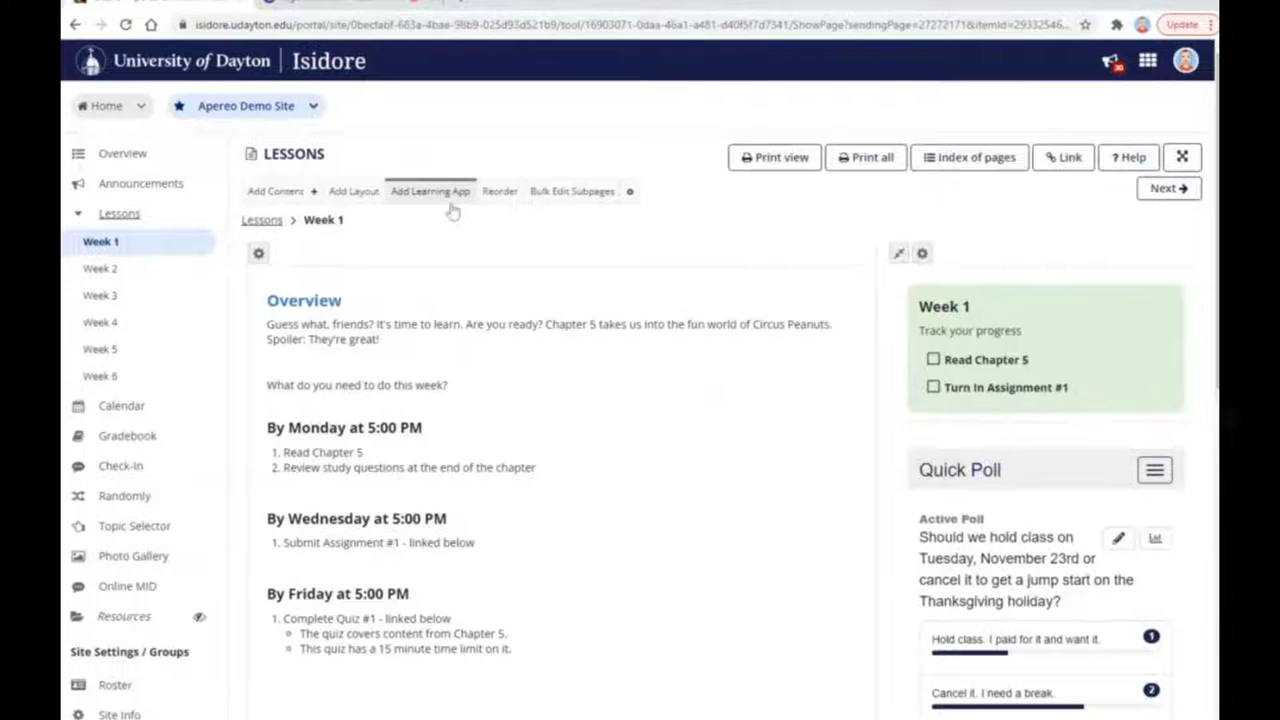 isidore.udayton.edu/portal/site/0becfabf-683a-4bae-98b9-025d93d521b9/tool/16903071-0daa-46a1-a481-d40f5f7d7341/ShowPage?sendingPage=27272171&itemId=29332546...
Update
University of Dayton | Isidore
30
Home
Apereo Demo Site
Overview
Announcements
Lessons
Week 1
Week 2
Week 3
Week 4
Week 5
Week 6
Calendar
Gradebook
Check-In
Randomly
Topic Selector
Photo Gallery
Online MID
Resources
Site Settings / Groups
Roster
Site Info
LESSONS
Print view
Print all
Index of pages
Link
? Help
Next
Add Content +
Add Layout
Add Learning App
Reorder
Bulk Edit Subpages
Lessons > Week 1
Overview
Guess what, friends? It's time to learn. Are you ready? Chapter 5 takes us into the fun world of Circus Peanuts.
Spoiler: They're great!
What do you need to do this week?
By Monday at 5:00 PM
1. Read Chapter 5
2. Review study questions at the end of the chapter
By Wednesday at 5:00 PM
1. Submit Assignment #1 - linked below
By Friday at 5:00 PM
1. Complete Quiz #1 - linked below
The quiz covers content from Chapter 5.
This quiz has a 15 minute time limit on it.
Week 1
Track your progress
Read Chapter 5
Turn In Assignment #1
Quick Poll
Active Poll
Should we hold class on
Tuesday, November 23rd or
cancel it to get a jump start on the
Thanksgiving holiday?
Hold class. I paid for it and want it.
1
Cancel it. I need a break.
2